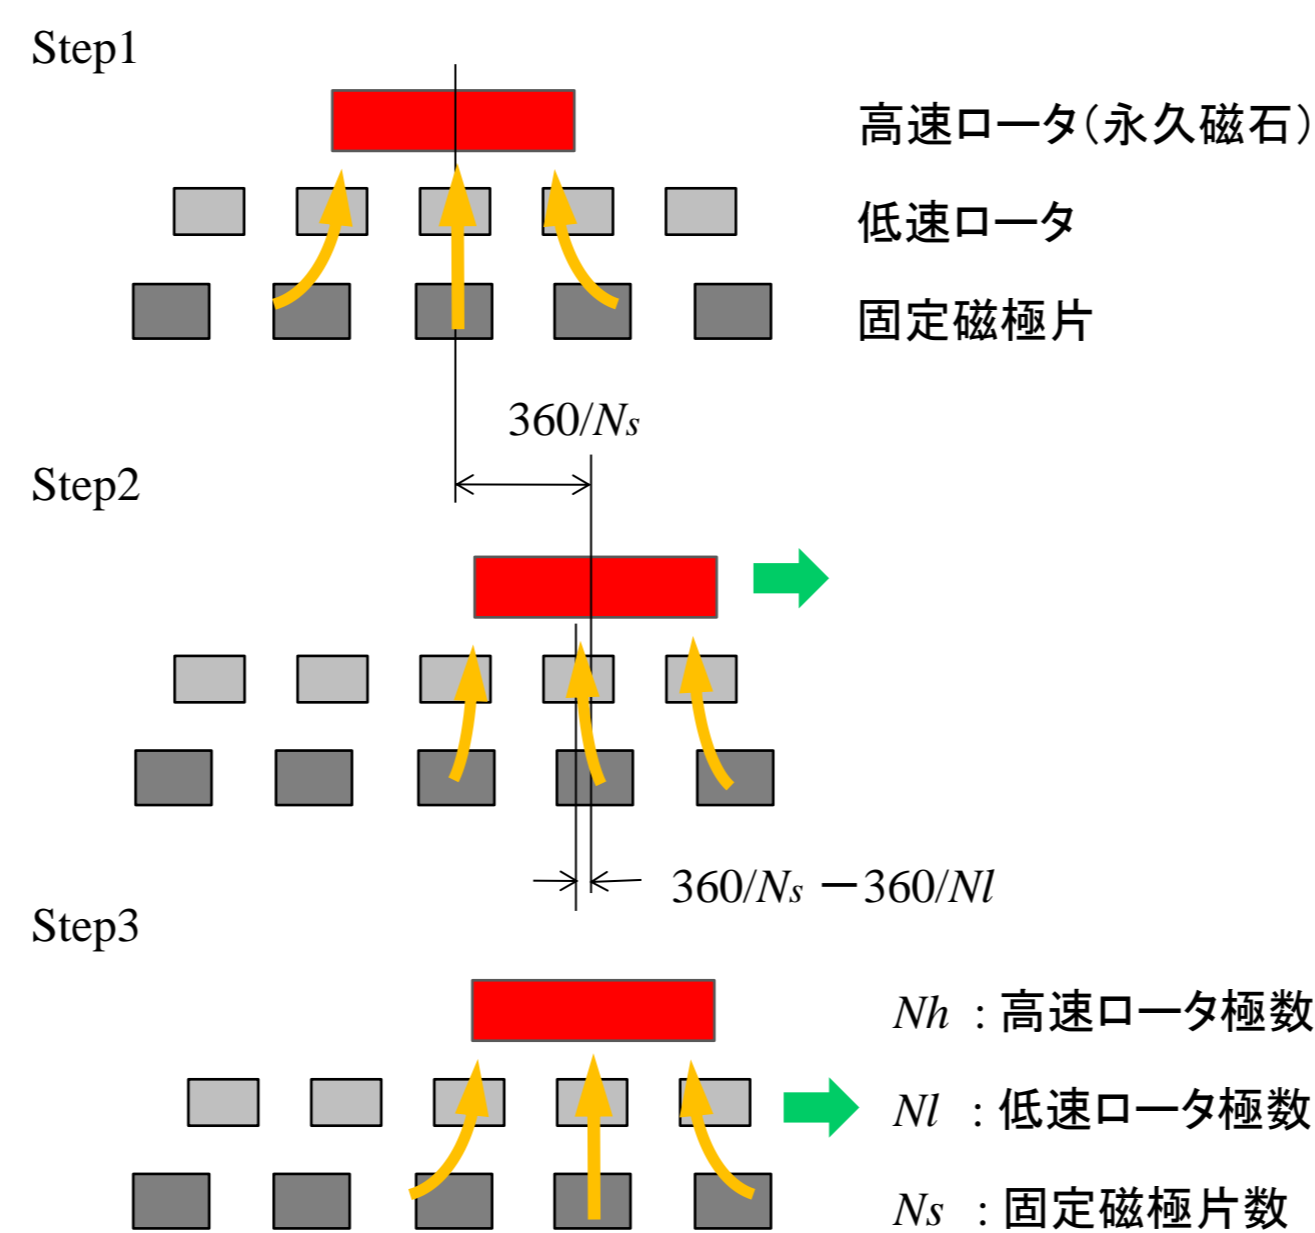 Step1
高速ロータ(永久磁石)
低速ロータ
固定磁極片
360/Ns
Step2
360/Ns －360/Nl
Step3
Nh : 高速ロータ極数
Nl : 低速ロータ極数
Ns : 固定磁極片数